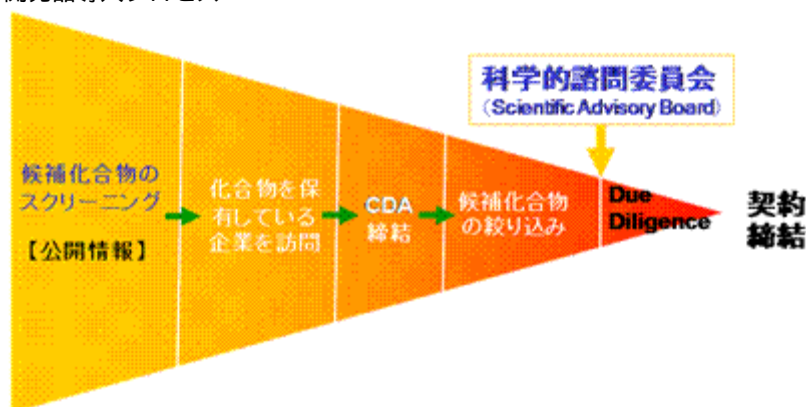 科学的諮問委員会
(Scientific Advisory Board)
候補化合物の
スクリーニング
【公開情報】
化合物を保
有している
企業を訪問
CDA
締結
候補化合物
の絞り込み
Due
Diligence
契約
締結